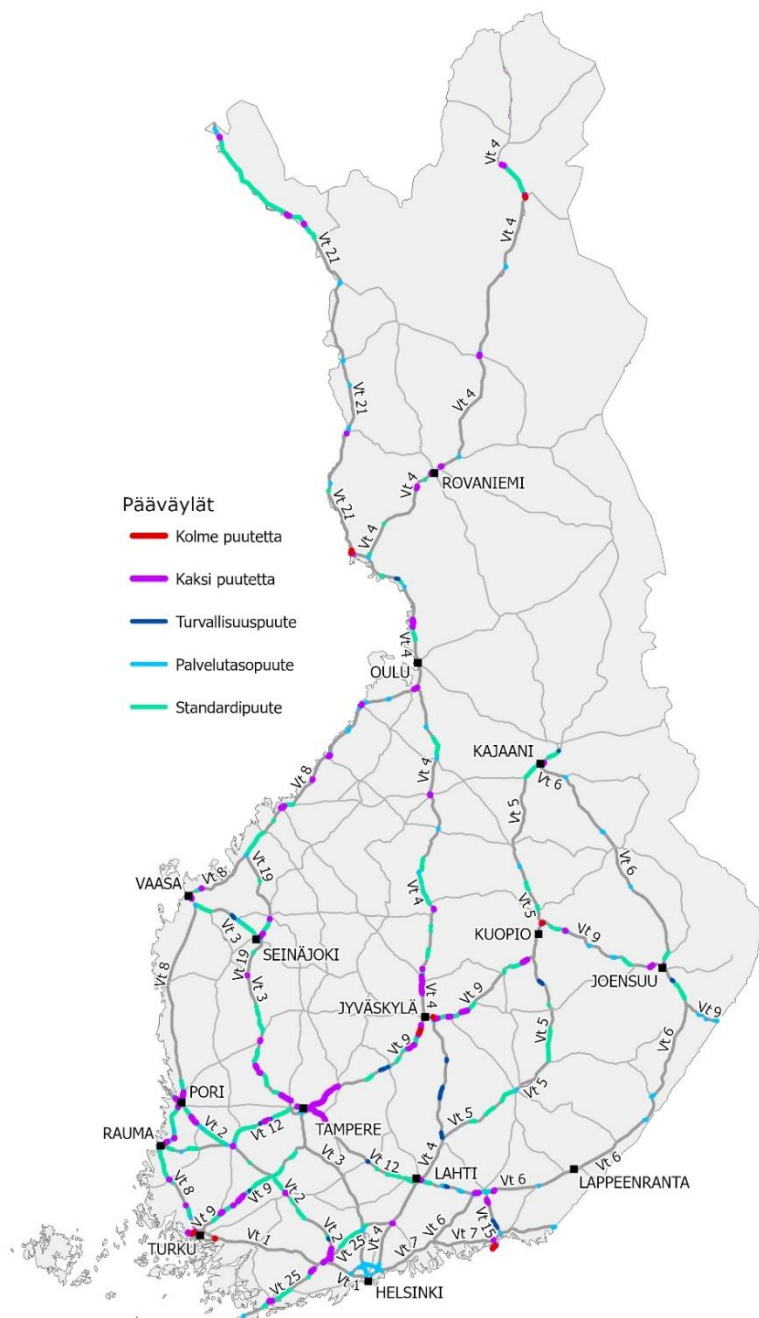 Vt 4
Vt 4
Vt 21
Vt 21
Vt 4
Vt 4
ROVANIEMI
Pääväylät
Kolme puutetta
Kaksi puutetta
Turvallisuuspuute
Palvelutasopuute
Standardipuute
Vt 21
Vt 4
Vt 4
OULU
KAJAANI
Vt 6
Vt 8
Vt 4
Vt 5
Vt 19
Vt 8
VAASA
Vt 6
Vt 3
Vt 4
Vt 5
KUOPIO
SEINÄJOKI
Vt 9
Vt 8
Vt 19
JOENSUU
Vt 3
Vt 4
Vt 9
JYVÄSKYLÄ
Vt 9
Vt 5
Vt 6
Vt 9
PORI
Vt 5
TAMPERE
Vt 2
Vt 12
Vt 5
RAUMA
Vt 4
Vt 3
Vt 12
LAHTI
Vt 6
Vt 6
LAPPEENRANTA
Vt 8
Vt 9
Vt 2
Vt 9
Vt 2
Vt 25
Vt 4
Vt 6
Vt 7
Vt 7
Vt 15
TURKU
Vt 1
Vt 25
Vt 1
HELSINKI